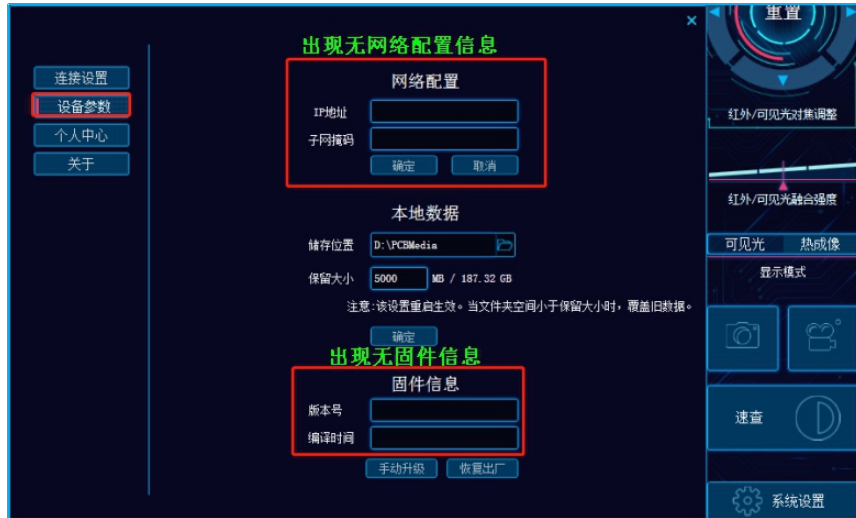 ×
重置
出现无网络配置信息
连接设置
网络配置
设备参数
IP地址
红外/可见光对焦调整
个人中心
子网掩码
关于
确定
取消
红外/可见光融合强度
本地数据
储存位置 D:\PCBMedia
可见光 热成像
保留大小 5000 MB / 187.32 GB
显示模式
注意:该设置重启生效。当文件夹空间小于保留大小时，覆盖旧数据。
确定
出现无固件信息
固件信息
版本号
速查
编译时间
手动升级
恢复出厂
系统设置